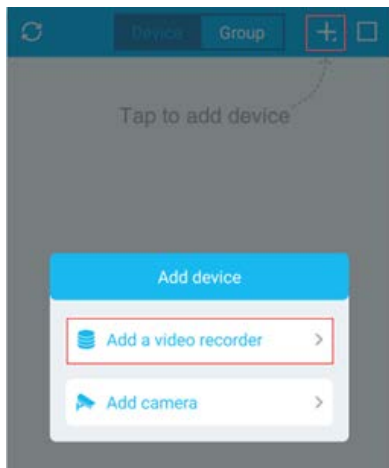 Device Group
Tap to add device
Add device
Add a video recorder
Add camera